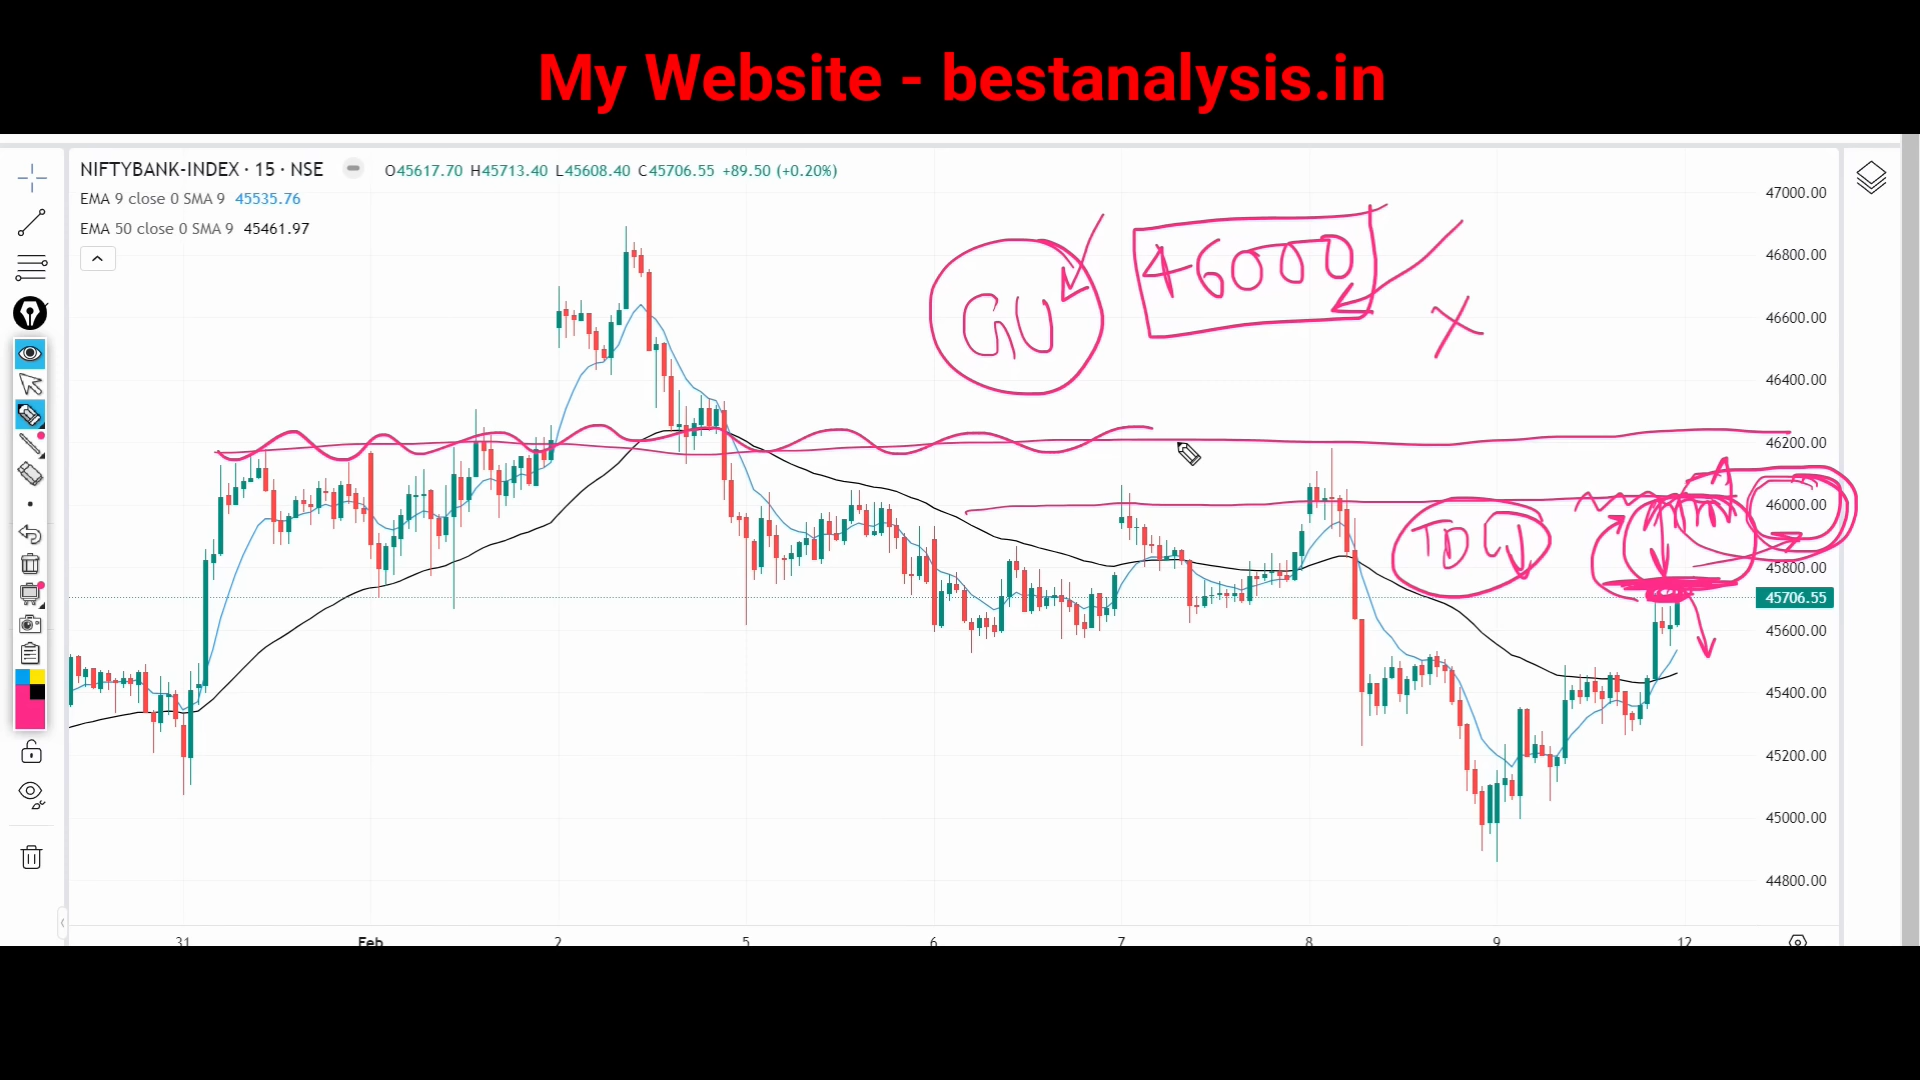 My Website - bestanalysis.in
NIFTYBANK-INDEX · 15 · NSE
O45617.70 H45713.40 L45608.40 C45706.55 +89.50 (+0.20%)
EMA 9 close 0 SMA 9 45535.76
EMA 50 close 0 SMA 9 45461.97
GU
46000
X
47000.00
46800.00
46600.00
46400.00
46200.00
46000.00
45800.00
45706.55
45600.00
45400.00
45200.00
45000.00
44800.00
31 Feb 2 5 6 7 8 9 12